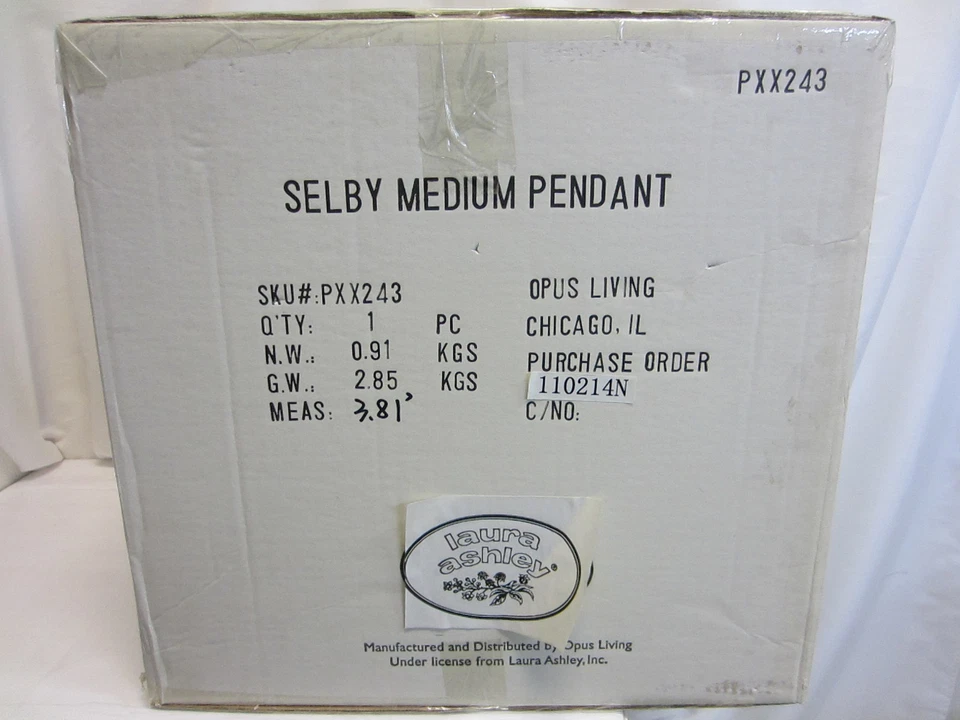 PXX243
SELBY MEDIUM PENDANT
SKU#:PXX243
Q'TY: 1 PC
N.W.: 0.91 KGS
G.W.: 2.85 KGS
MEAS: 3.81'
OPUS LIVING
CHICAGO, IL
PURCHASE ORDER
110214N
C/NO:
laura
ashley®
Manufactured and Distributed by Opus Living
Under license from Laura Ashley, Inc.